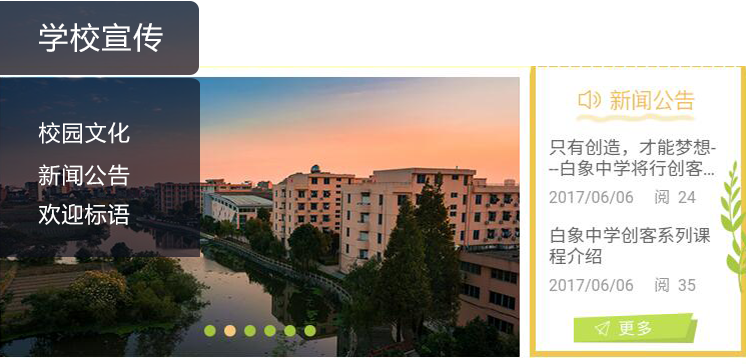 学校宣传
校园文化
新闻公告
欢迎标语
新闻公告
只有创造，才能梦想-
--白象中学将行创客...
2017/06/06 阅 24
白象中学创客系列课
程介绍
2017/06/06 阅 35
更多